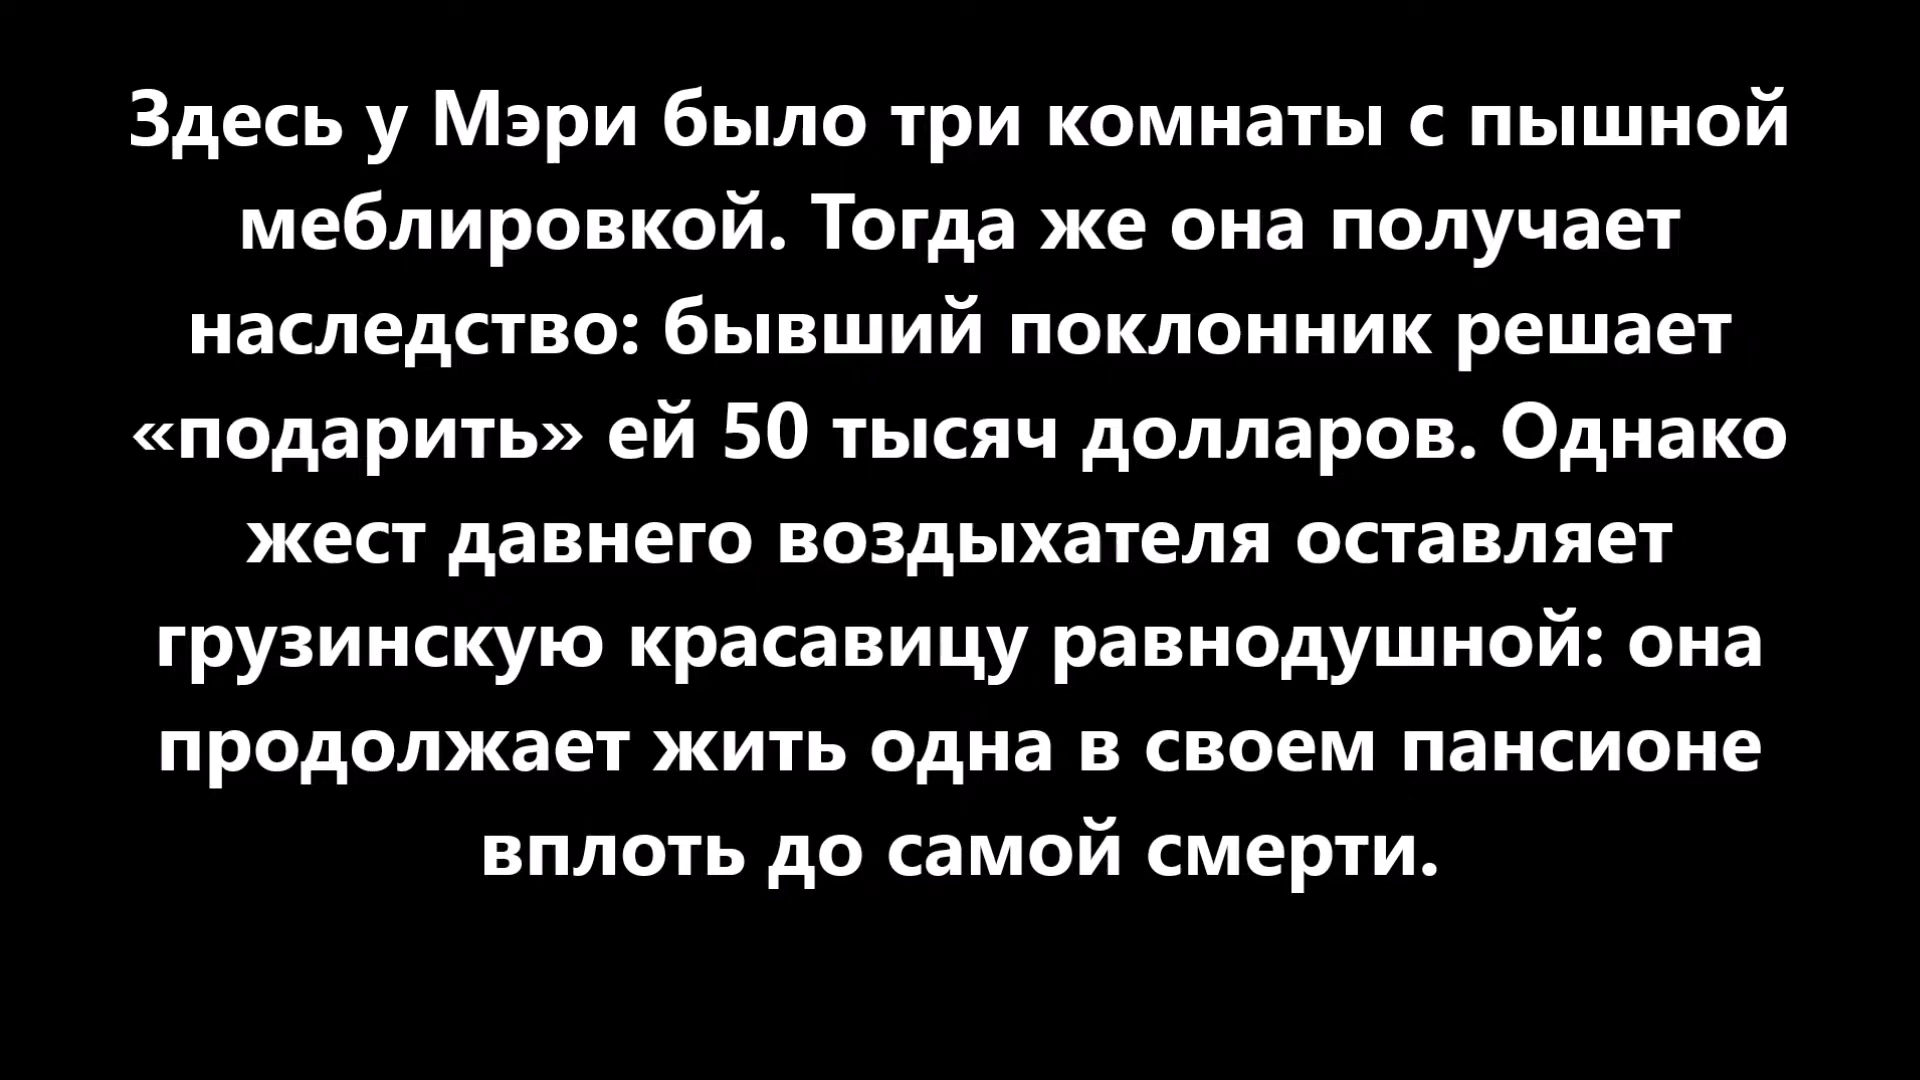 Здесь у Мэри было три комнаты с пышной
меблировкой. Тогда же она получает
наследство: бывший поклонник решает
«подарить» ей 50 тысяч долларов. Однако
жест давнего воздыхателя оставляет
грузинскую красавицу равнодушной: она
продолжает жить одна в своем пансионе
вплоть до самой смерти.